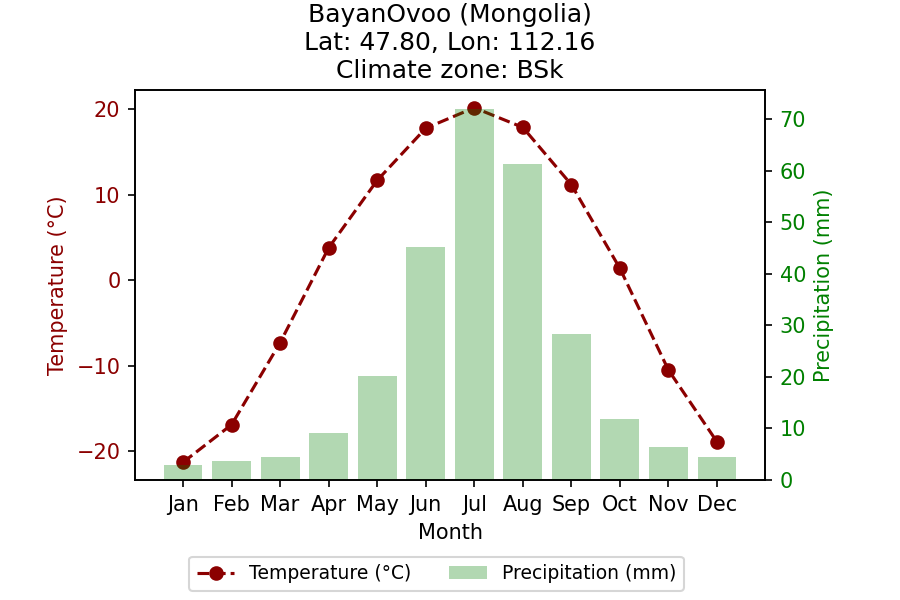 BayanOvoo (Mongolia)
Lat: 47.80, Lon: 112.16
Climate zone: BSk
20
10
0
−10
−20
Temperature (°C)
70
60
50
40
30
20
10
0
Precipitation (mm)
Jan Feb Mar Apr May Jun Jul Aug Sep Oct Nov Dec
Month
Temperature (°C) Precipitation (mm)